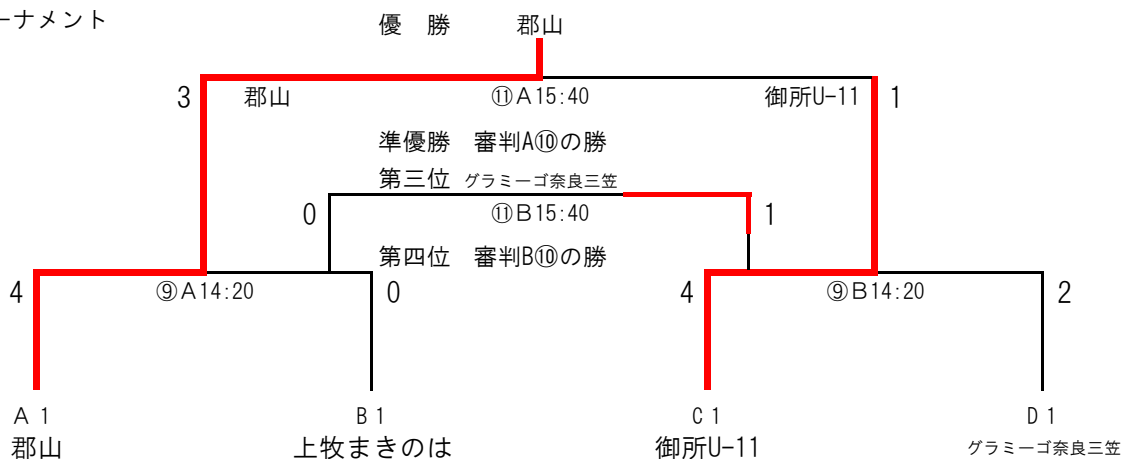 ーナメント
優　勝　郡山
3 郡山 ⑪A15:40 御所U-11 1
準優勝　審判A⑩の勝
第三位　グラミーゴ奈良三笠
0 ⑪B15:40 1
第四位　審判B⑩の勝
4 ⑨A14:20 0 4 ⑨B14:20 2
A1 B1 C1 D1
郡山 上牧まきのは 御所U-11 グラミーゴ奈良三笠